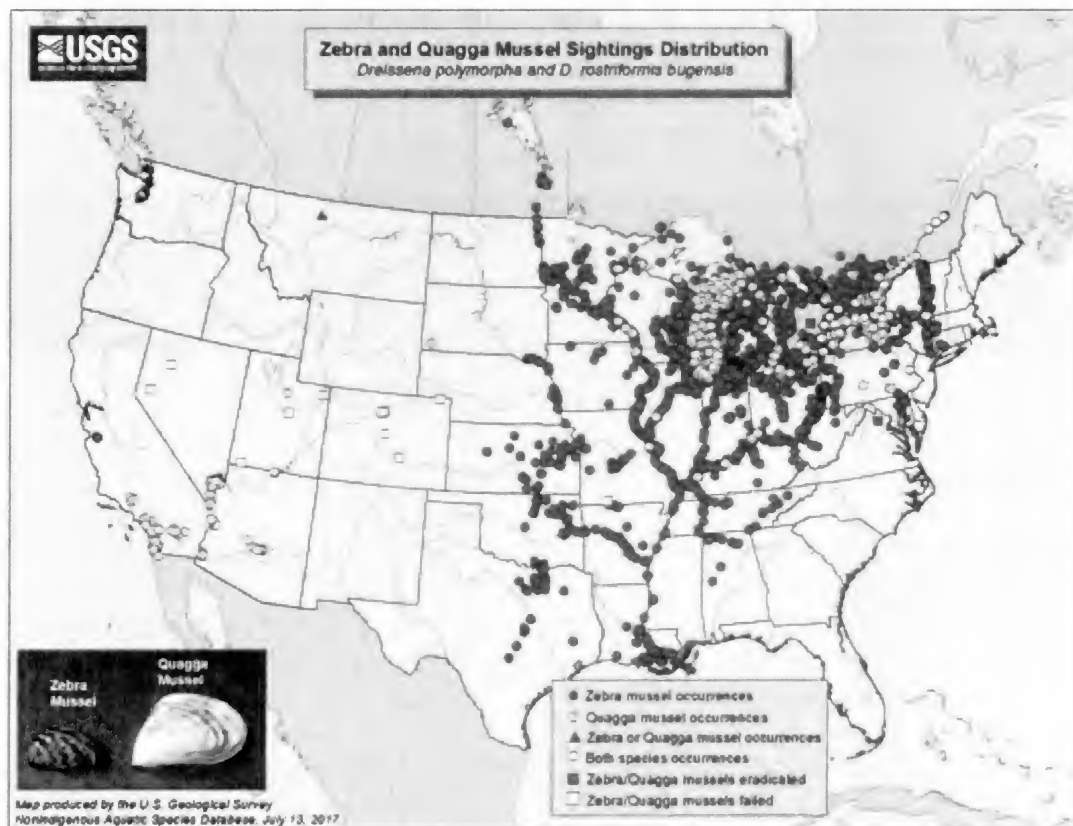 USGS
Zebra and Quagga Mussel Sightings Distribution
Dreissena polymorpha and D. rostriformis bugensis
Zebra
Mussel
Quagga
Mussel
Zebra mussel occurrences
Quagga mussel occurrences
Zebra or Quagga mussel occurrences
Both species occurrences
Zebra/Quagga mussels eradicated
Zebra/Quagga mussels failed
Map produced by the U.S. Geological Survey
Nonindigenous Aquatic Species Database, July 13, 2017